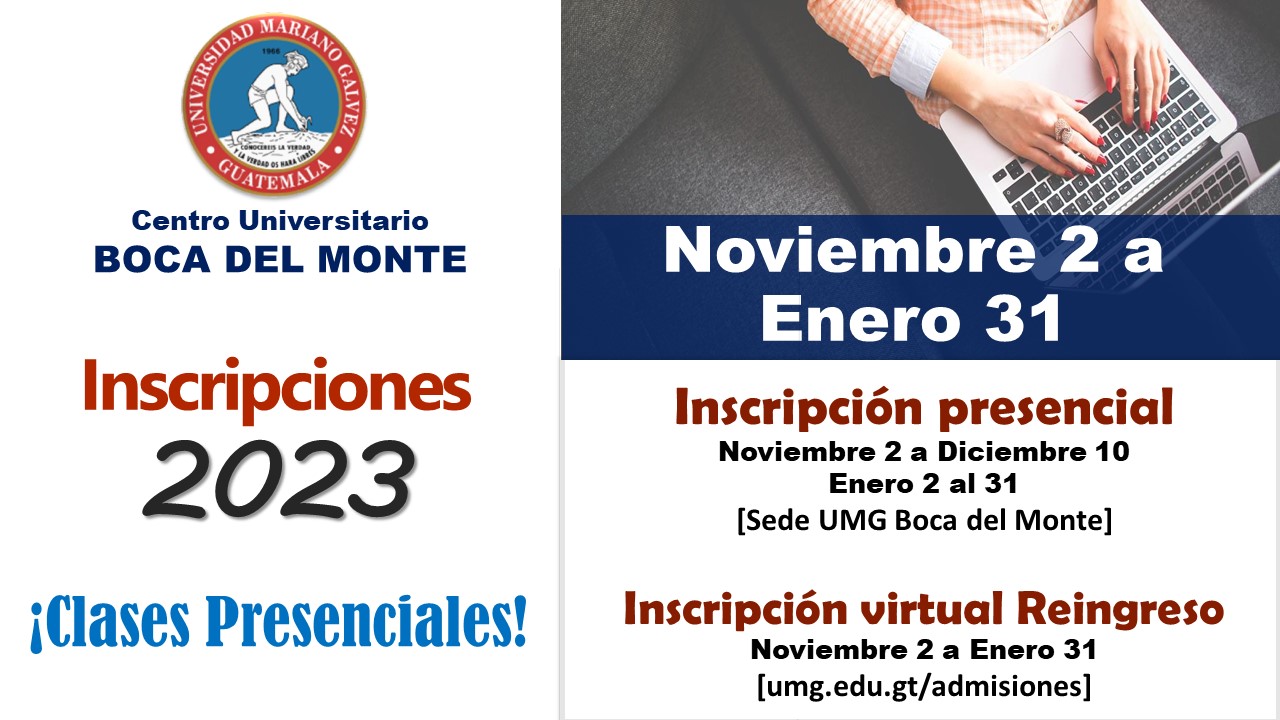 UNIVERSIDAD MARIANO GALVEZ
1966
CONOCEREIS LA VERDAD
Y LA VERDAD OS HARA LIBRES
GUATEMALA
Centro Universitario
BOCA DEL MONTE
Inscripciones
2023
¡Clases Presenciales!
Noviembre 2 a
Enero 31
Inscripción presencial
Noviembre 2 a Diciembre 10
Enero 2 al 31
[Sede UMG Boca del Monte]
Inscripción virtual Reingreso
Noviembre 2 a Enero 31
[umg.edu.gt/admisiones]